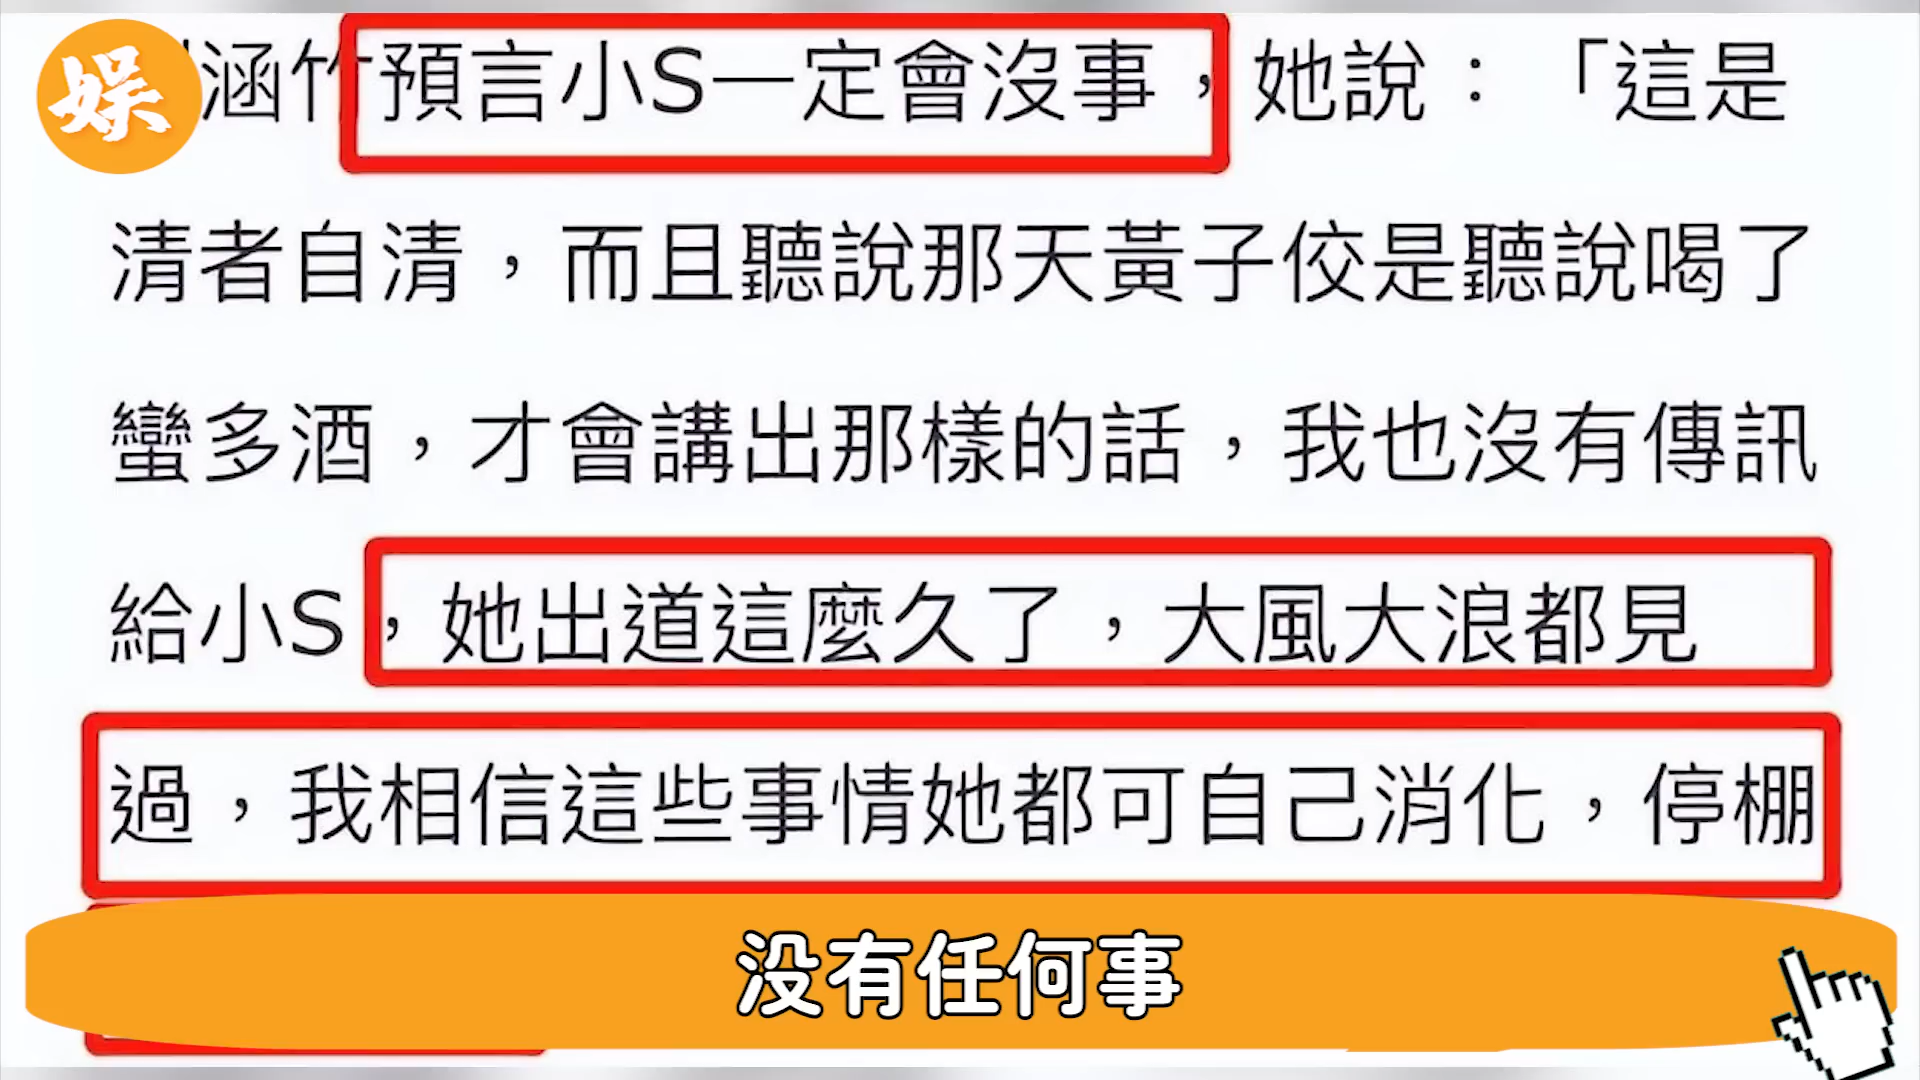 娱
涵竹預言小S一定會沒事，她說：「這是
清者自清，而且聽說那天黃子佼是聽說喝了
蠻多酒，才會講出那樣的話，我也沒有傳訊
給小S，她出道這麼久了，大風大浪都見
過，我相信這些事情她都可自己消化，停棚
没有任何事